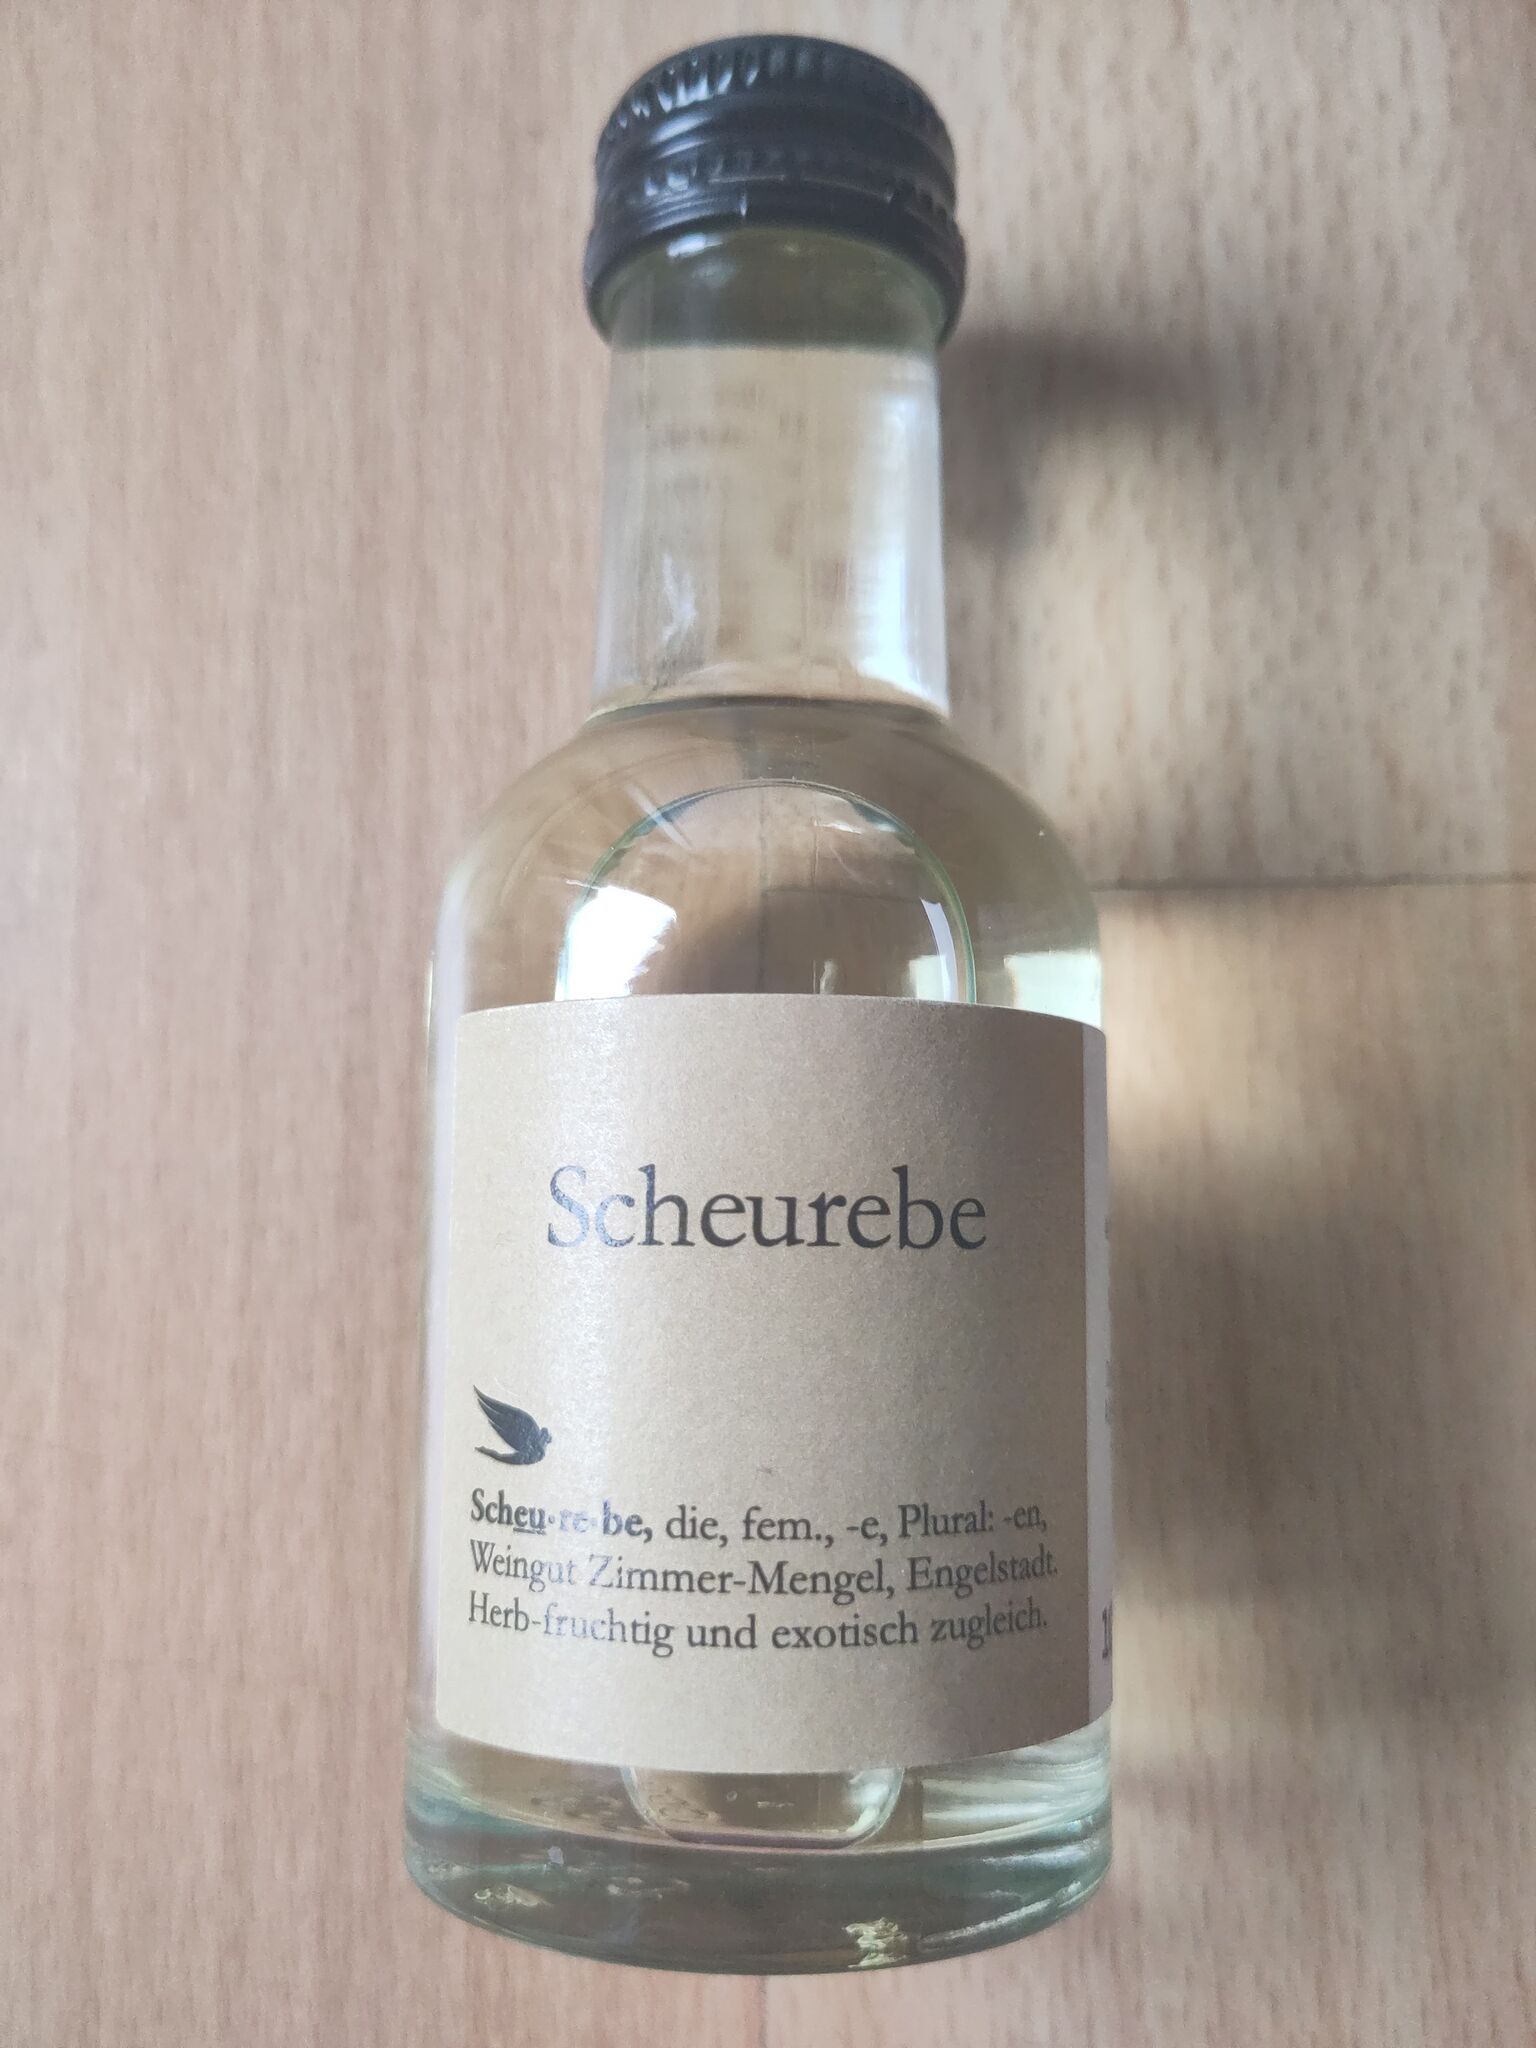 Scheurebe
Scheu·re·be, die, fem., -e, Plural: -en,
Weingut Zimmer-Mengel, Engelstadt.
Herb-fruchtig und exotisch zugleich.